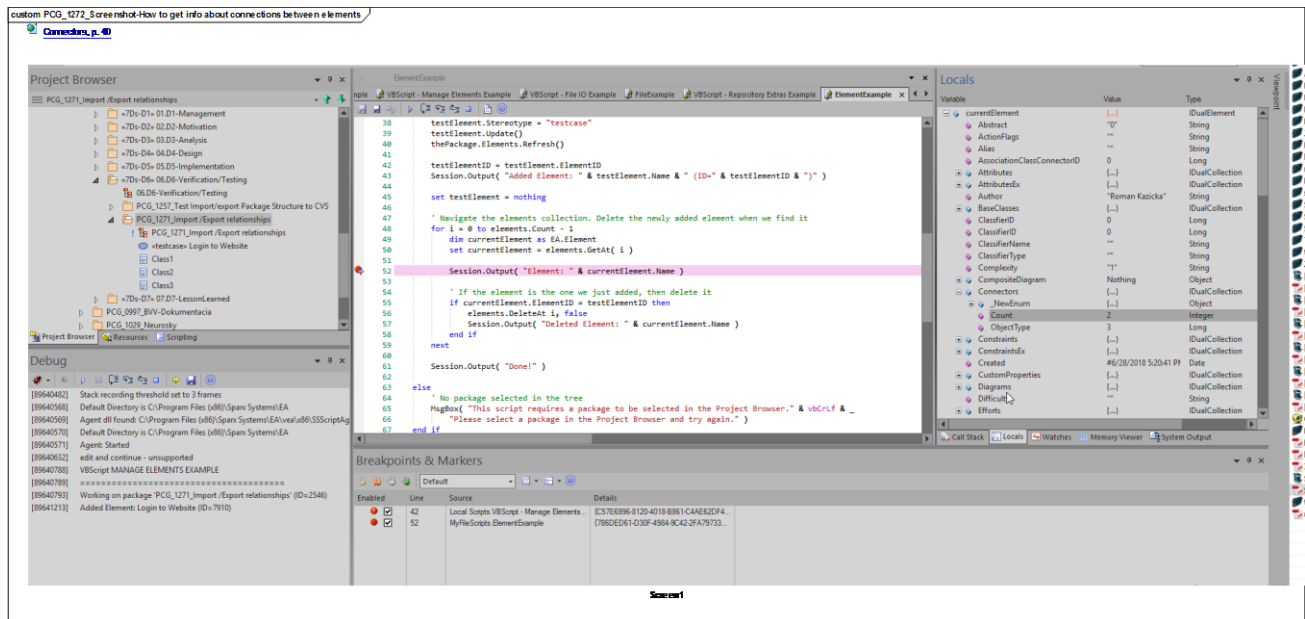 custom PCG_1272_Screenshot-How to get info about connections between elements
Connectors, p. 40
Project Browser
PCG_1271_Import /Export relationships
«7Ds-D1» 01.D1-Management
«7Ds-D2» 02.D2-Motivation
«7Ds-D3» 03.D3-Analysis
«7Ds-D4» 04.D4-Design
«7Ds-D5» 05.D5-Implementation
«7Ds-D6» 06.D6-Verification/Testing
06.D6-Verification/Testing
PCG_1257_Test Import/export Package Structure to CVS
PCG_1271_Import /Export relationships
PCG_1271_Import /Export relationships
«testcase» Login to Website
Class1
Class2
Class3
«7Ds-D7» 07.D7-LessonLearned
PCG_0997_BVV-Dokumentacia
PCG_1029_Neurosky
Project Browser Resources Scripting
Debug
[89640482] Stack recording threshold set to 3 frames
[89640568] Default Directory is C:\Program Files (x86)\Sparx Systems\EA
[89640569] Agent dll found: C:\Program Files (x86)\Sparx Systems\EA\vea\x86\SSScriptAg
[89640570] Default Directory is C:\Program Files (x86)\Sparx Systems\EA
[89640571] Agent: Started
[89640632] edit and continue - unsupported
[89640788] VBScript MANAGE ELEMENTS EXAMPLE
[89640789] =======================================
[89640793] Working on package 'PCG_1271_Import /Export relationships' (ID=2546)
[89641213] Added Element: Login to Website (ID=7910)
ElementExample
nple VBScript - Manage Elements Example VBScript - File IO Example FileExample VBScript - Repository Extras Example ElementExample
38 testElement.Stereotype = "testcase"
39 testElement.Update()
40 thePackage.Elements.Refresh()
41
42 testElementID = testElement.ElementID
43 Session.Output( "Added Element: " & testElement.Name & " (ID=" & testElementID & ")" )
44
45 set testElement = nothing
46
47 ' Navigate the elements collection. Delete the newly added element when we find it
48 for i = 0 to elements.Count - 1
49 dim currentElement as EA.Element
50 set currentElement = elements.GetAt( i )
51
52 Session.Output( "Element: " & currentElement.Name )
53
54 ' If the element is the one we just added, then delete it
55 if currentElement.ElementID = testElementID then
56 elements.DeleteAt i, false
57 Session.Output( "Deleted Element: " & currentElement.Name )
58 end if
59 next
60
61 Session.Output( "Done!" )
62
63 else
64 ' No package selected in the tree
65 MsgBox( "This script requires a package to be selected in the Project Browser." & vbCrLf & _
66 "Please select a package in the Project Browser and try again." )
67 end if
Breakpoints & Markers
Default
Enabled Line Source Details
42 Local Scripts.VBScript - Manage Elements... {C57E6996-8120-4018-B861-C4AE62DF4...
52 MyFileScripts.ElementExample {786DED61-D30F-4984-9C42-2FA79733...
Locals
Variable Value Type
currentElement {...} IDualElement
Abstract "0" String
ActionFlags "" String
Alias "" String
AssociationClassConnectorID 0 Long
Attributes {...} IDualCollection
AttributesEx {...} IDualCollection
Author "Roman Kazicka" String
BaseClasses {...} IDualCollection
ClassfierID 0 Long
ClassifierID 0 Long
ClassifierName "" String
ClassifierType "" String
Complexity "1" String
CompositeDiagram Nothing Object
Connectors {...} IDualCollection
_NewEnum {...} Object
Count 2 Integer
ObjectType 3 Long
Constraints {...} IDualCollection
ConstraintsEx {...} IDualCollection
Created #6/28/2018 5:20:41 PM Date
CustomProperties {...} IDualCollection
Diagrams {...} IDualCollection
Difficulty "" String
Efforts {...} IDualCollection
Call Stack Locals Watches Memory Viewer System Output
Viewpoint
Screen1